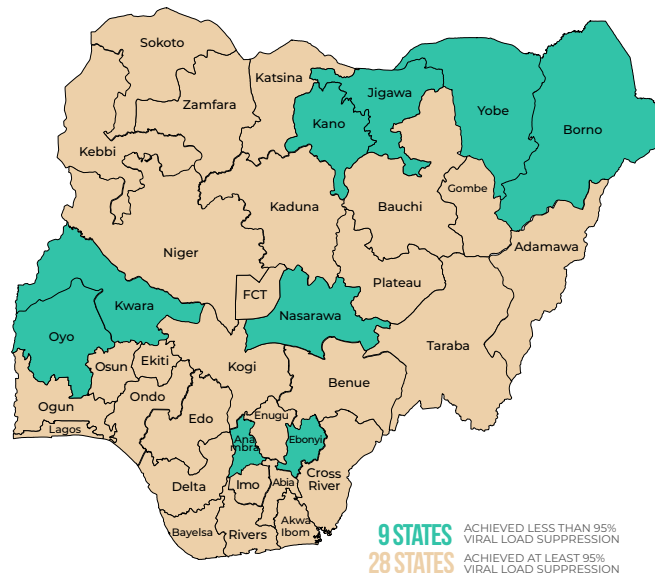 Sokoto
Katsina
Zamfara
Jigawa
Kano
Yobe
Borno
Kebbi
Gombe
Kaduna
Bauchi
Niger
Adamawa
FCT
Plateau
Kwara
Nasarawa
Oyo
Taraba
Osun
Ekiti
Kogi
Benue
Ondo
Ogun
Edo
Enugu
Lagos
Ana
mbra
Ebonyi
Cross
River
Delta
Imo
Abia
Bayelsa
Rivers
Akwa
Ibom
9 STATES
ACHIEVED LESS THAN 95%
VIRAL LOAD SUPPRESSION
28 STATES
ACHIEVED AT LEAST 95%
VIRAL LOAD SUPPRESSION